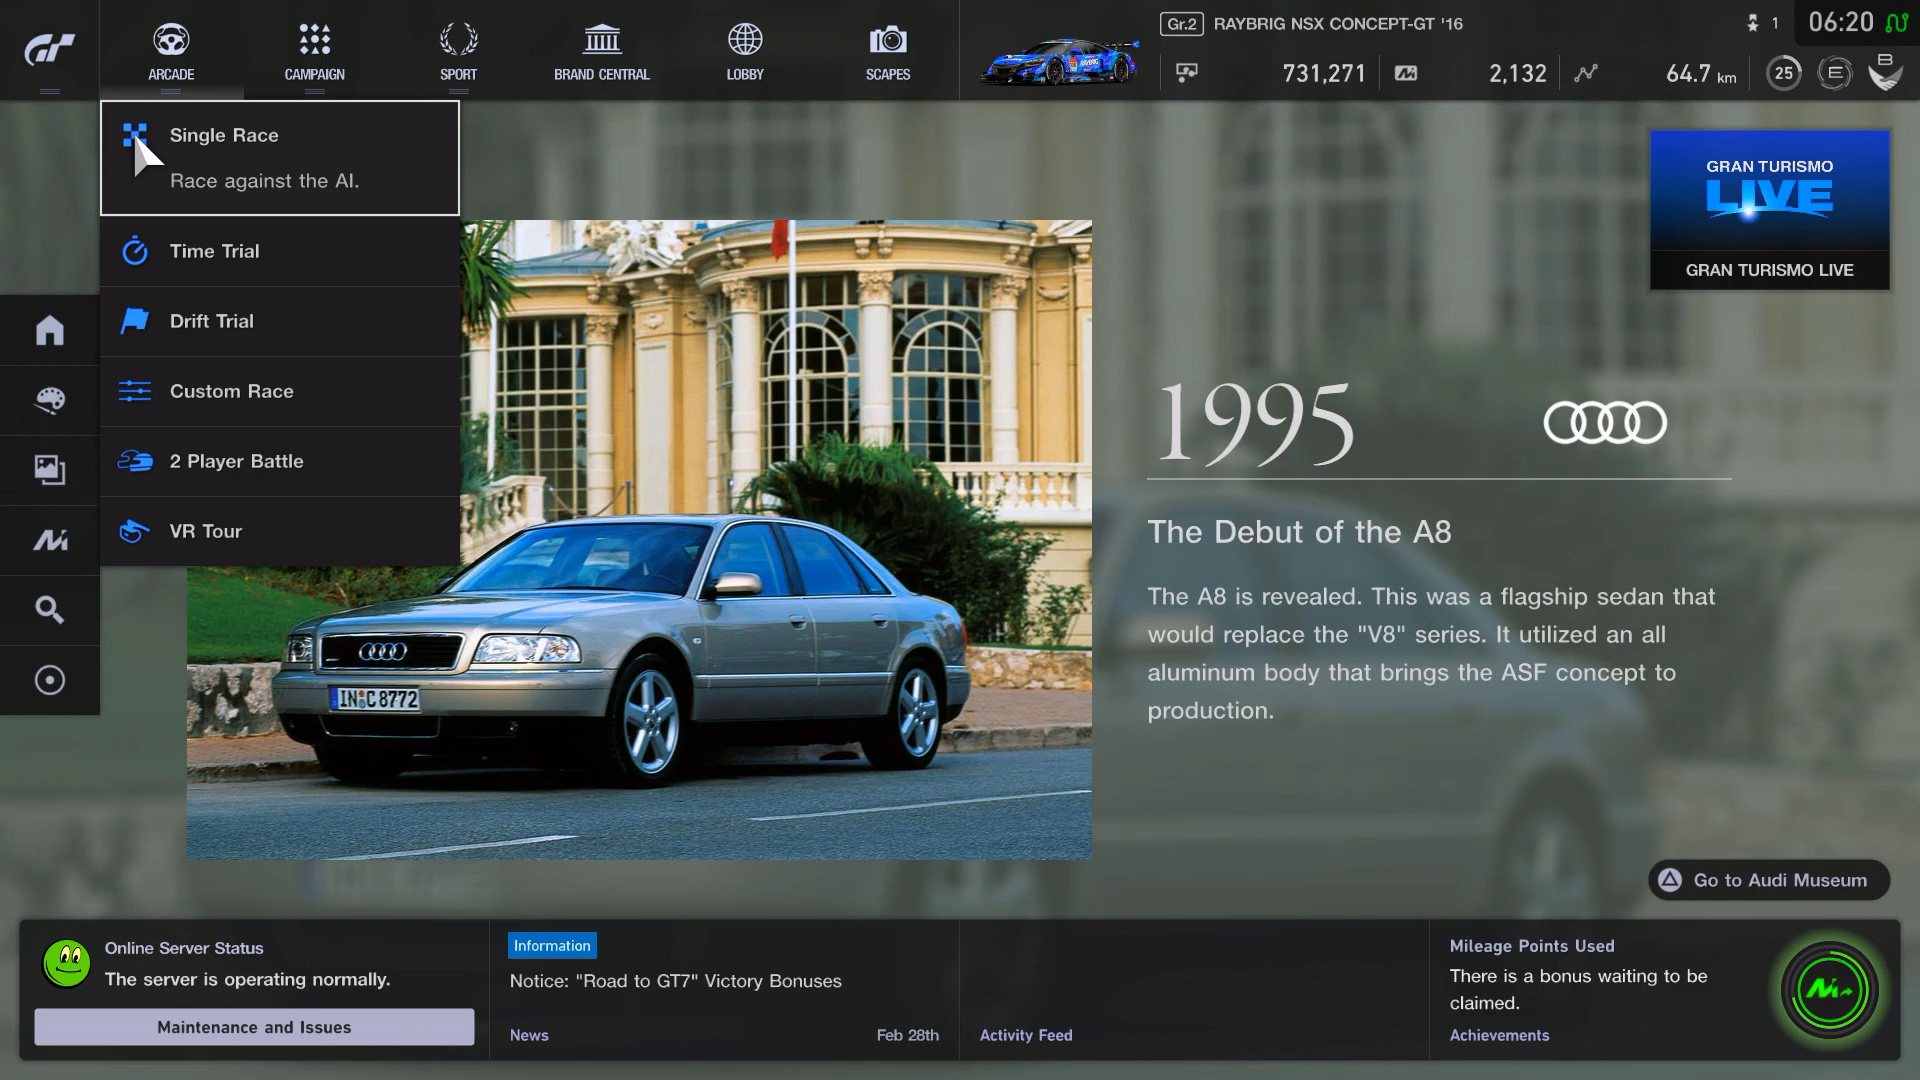 ARCADE
CAMPAIGN
SPORT
BRAND CENTRAL
LOBBY
SCAPES
Gr.2 RAYBRIG NSX CONCEPT-GT '16
1 06:20
731,271
2,132
64.7 km
25
E
B
Single Race
Race against the AI.
Time Trial
Drift Trial
Custom Race
2 Player Battle
VR Tour
GRAN TURISMO
LIVE
GRAN TURISMO LIVE
1995
The Debut of the A8
The A8 is revealed. This was a flagship sedan that
would replace the "V8" series. It utilized an all
aluminum body that brings the ASF concept to
production.
IN C 8772
Go to Audi Museum
Online Server Status
The server is operating normally.
Maintenance and Issues
Information
Notice: "Road to GT7" Victory Bonuses
News
Feb 28th
Activity Feed
Mileage Points Used
There is a bonus waiting to be
claimed.
Achievements